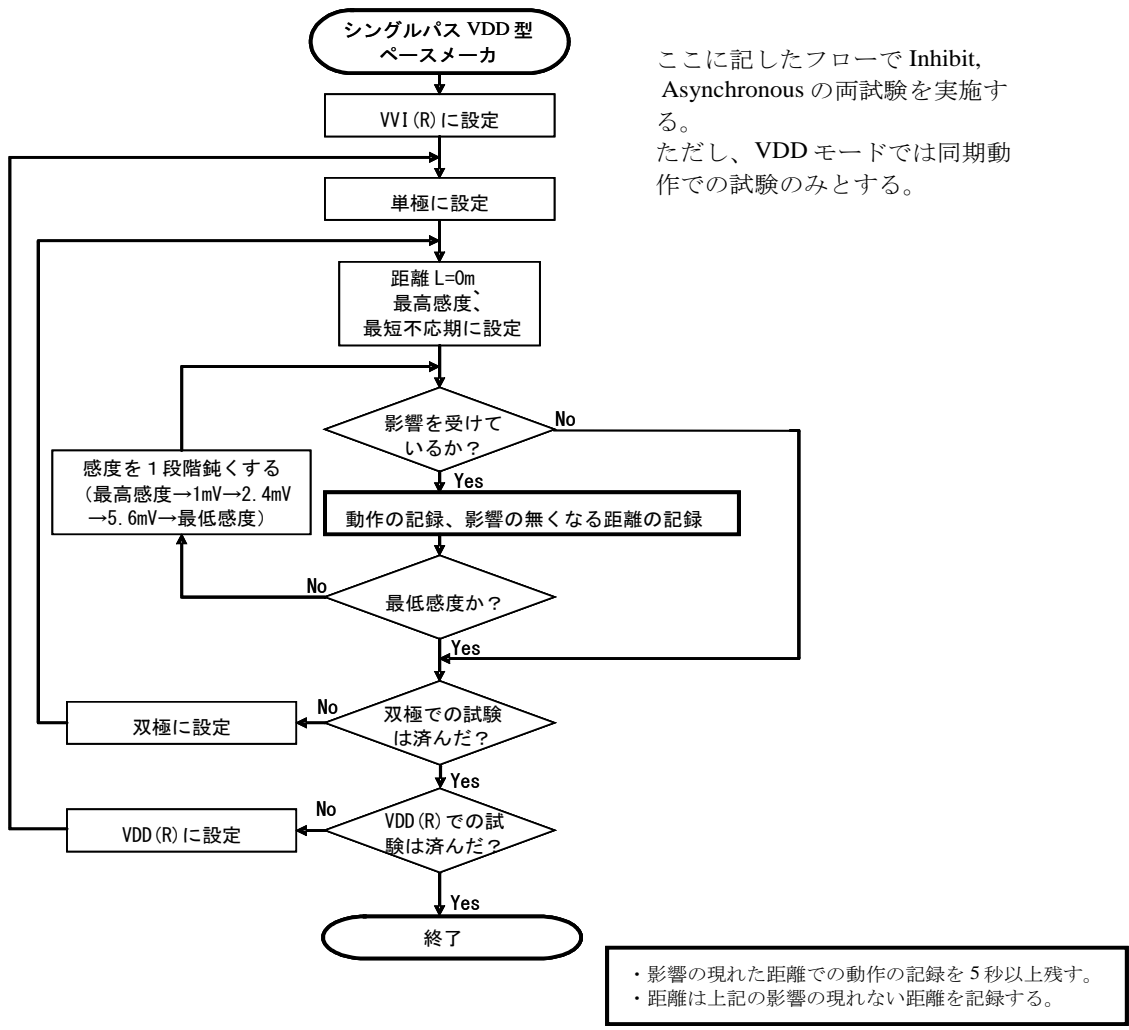 シングルパス VDD 型
ペースメーカ
ここに記したフローで Inhibit,
Asynchronous の両試験を実施す
る。
ただし、VDD モードでは同期動
作での試験のみとする。
VVI(R)に設定
単極に設定
距離 L=0m、
最高感度、
最短不応期に設定
影響を受けて
いるか？
No
Yes
感度を１段階鈍くする
（最高感度→1mV→2.4mV
→5.6mV→最低感度）
動作の記録、影響の無くなる距離の記録
No
最低感度か？
Yes
双極に設定
No
双極での試験
は済んだ？
Yes
VDD(R)に設定
No
VDD(R)での試
験は済んだ？
Yes
終了
・影響の現れた距離での動作の記録を 5 秒以上残す。
・距離は上記の影響の現れない距離を記録する。